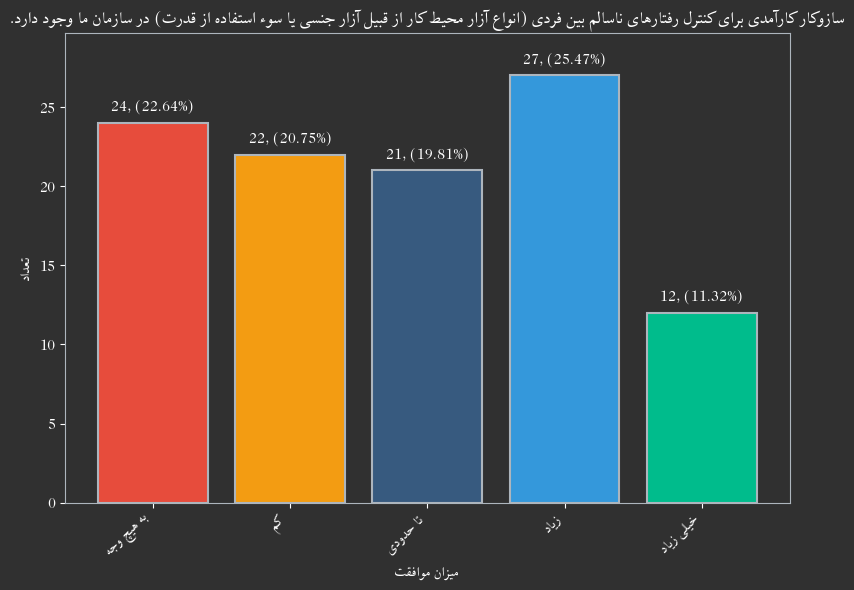 سازوکار کارآمدی برای کنترل رفتارهای ناسالم بین فردی (انواع آزار محیط کار از قبیل آزار جنسی یا سوء استفاده از قدرت) در سازمان ما وجود دارد.
27, (25.47%)
24, (22.64%)
22, (20.75%)
21, (19.81%)
12, (11.32%)
25
20
15
10
5
0
تعداد
به هیچ وجه
کم
تا حدودی
زیاد
خیلی زیاد
میزان موافقت